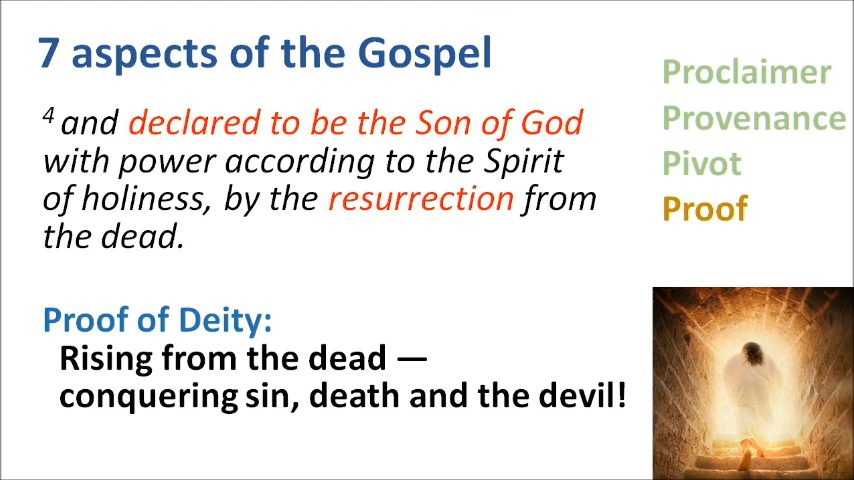 7 aspects of the Gospel
4 and declared to be the Son of God
with power according to the Spirit
of holiness, by the resurrection from
the dead.
Proof of Deity:
Rising from the dead —
conquering sin, death and the devil!
Proclaimer
Provenance
Pivot
Proof